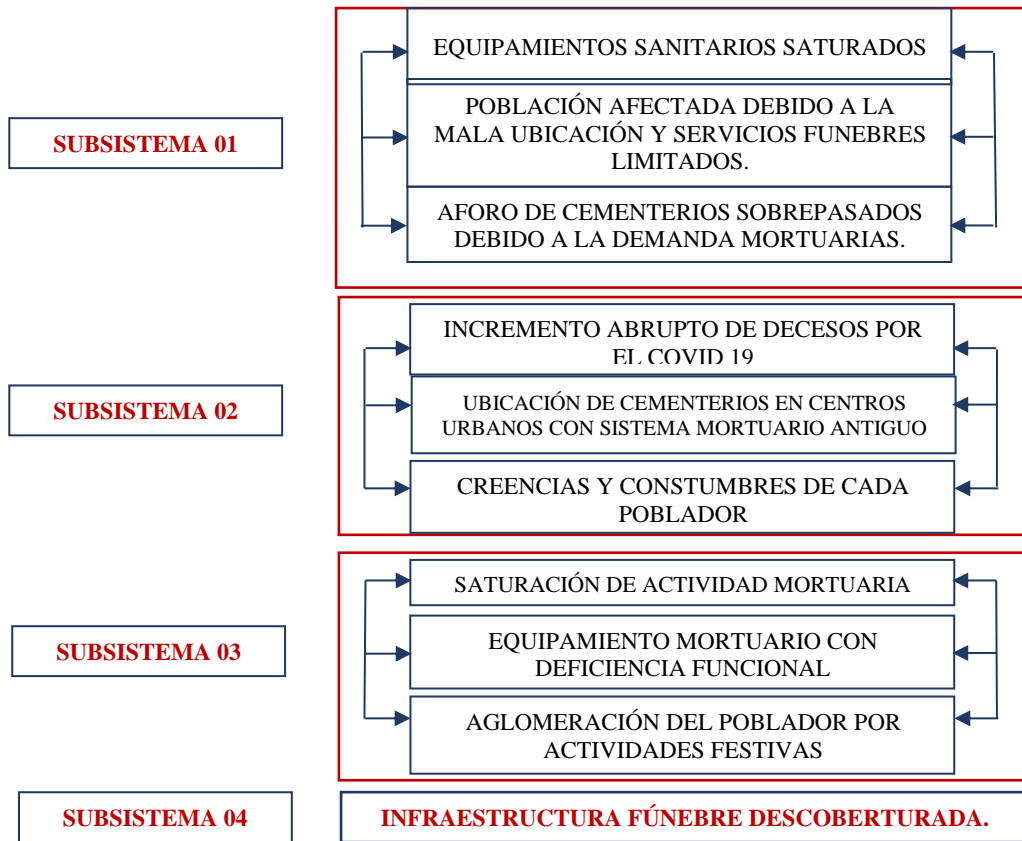 EQUIPAMIENTOS SANITARIOS SATURADOS
SUBSISTEMA 01
POBLACIÓN AFECTADA DEBIDO A LA
MALA UBICACIÓN Y SERVICIOS FUNEBRES
LIMITADOS.
AFORO DE CEMENTERIOS SOBREPASADOS
DEBIDO A LA DEMANDA MORTUARIAS.
INCREMENTO ABRUPTO DE DECESOS POR
EL COVID 19
SUBSISTEMA 02
UBICACIÓN DE CEMENTERIOS EN CENTROS
URBANOS CON SISTEMA MORTUARIO ANTIGUO
CREENCIAS Y CONSTUMBRES DE CADA
POBLADOR
SATURACIÓN DE ACTIVIDAD MORTUARIA
SUBSISTEMA 03
EQUIPAMIENTO MORTUARIO CON
DEFICIENCIA FUNCIONAL
AGLOMERACIÓN DEL POBLADOR POR
ACTIVIDADES FESTIVAS
SUBSISTEMA 04
INFRAESTRUCTURA FÚNEBRE DESCOBERTURADA.